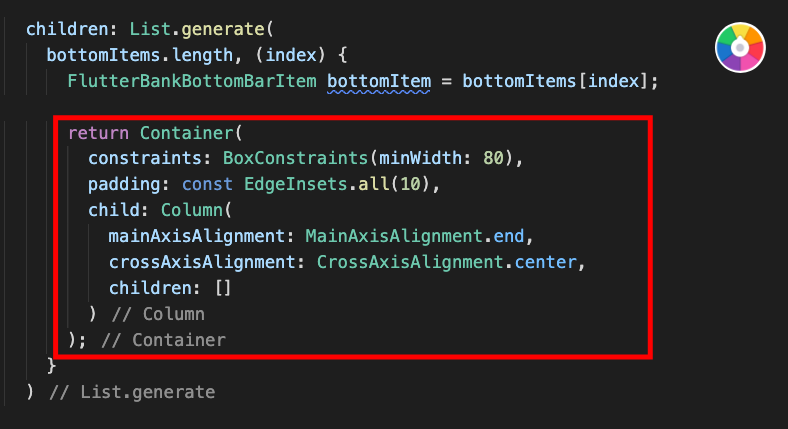 children: List.generate(
bottomItems.length, (index) {
FlutterBankBottomBarItem bottomItem = bottomItems[index];
return Container(
constraints: BoxConstraints(minWidth: 80),
padding: const EdgeInsets.all(10),
child: Column(
mainAxisAlignment: MainAxisAlignment.end,
crossAxisAlignment: CrossAxisAlignment.center,
children: []
) // Column
); // Container
}
) // List.generate